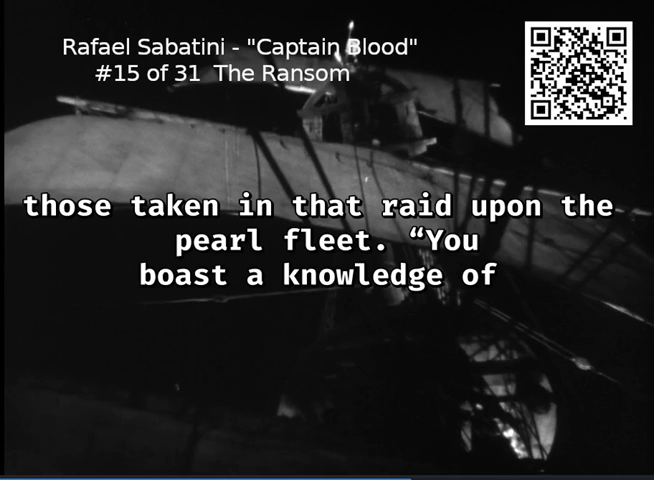 Rafael Sabatini - "Captain Blood"
#15 of 31  The Ransom
those taken in that raid upon the
pearl fleet. “You
boast a knowledge of